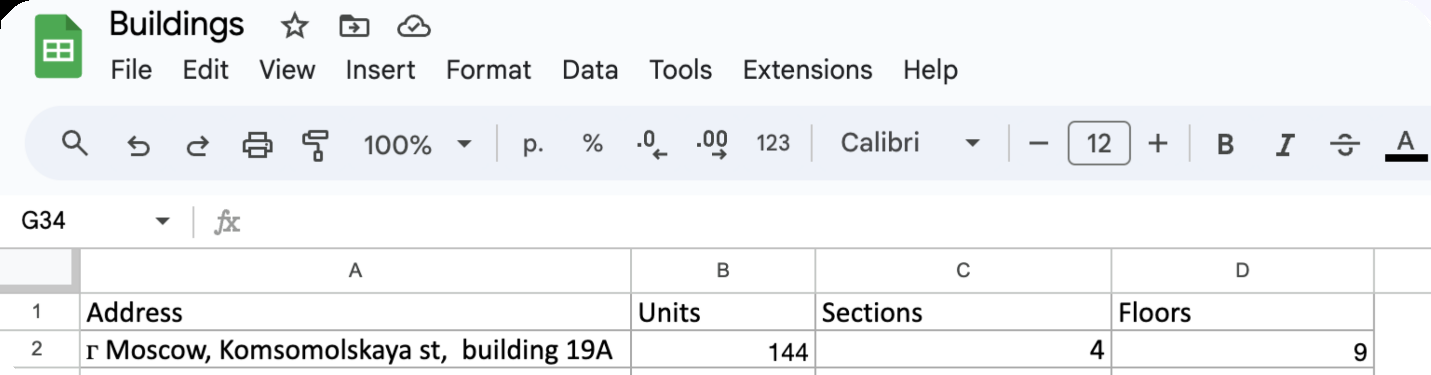 Buildings
File Edit View Insert Format Data Tools Extensions Help
100% р. % .0 .00 123 Calibri 12 B I S A
G34 fx
A B C D
1 Address Units Sections Floors
2 г Moscow, Komsomolskaya st,  building 19A 144 4 9